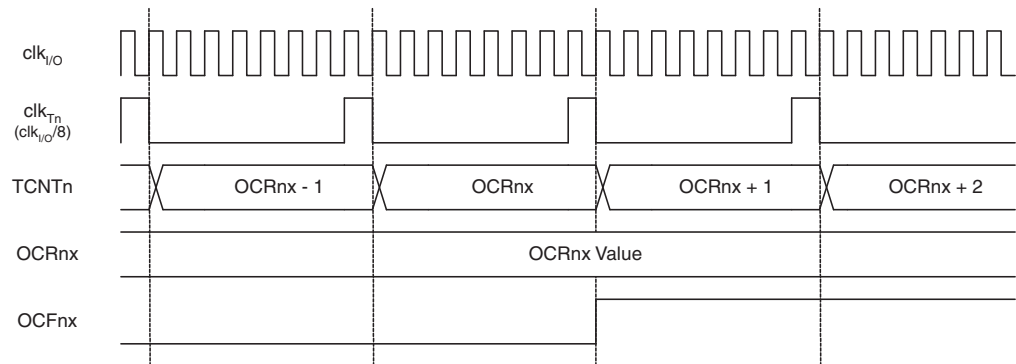 clkI/O
clkTn
(clkI/O/8)
TCNTn OCRnx - 1 OCRnx OCRnx + 1 OCRnx + 2
OCRnx OCRnx Value
OCFnx